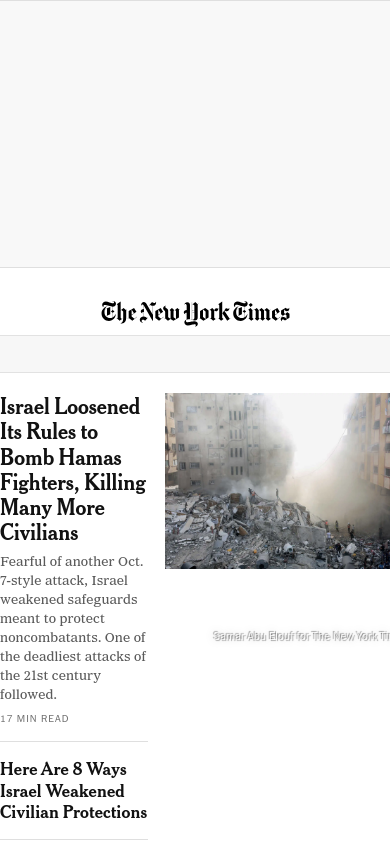 The New York Times
Israel Loosened
Its Rules to
Bomb Hamas
Fighters, Killing
Many More
Civilians
Fearful of another Oct.
7-style attack, Israel
weakened safeguards
meant to protect
noncombatants. One of
the deadliest attacks of
the 21st century
followed.
17 MIN READ
Samar Abu Elouf for The New York
Here Are 8 Ways
Israel Weakened
Civilian Protections